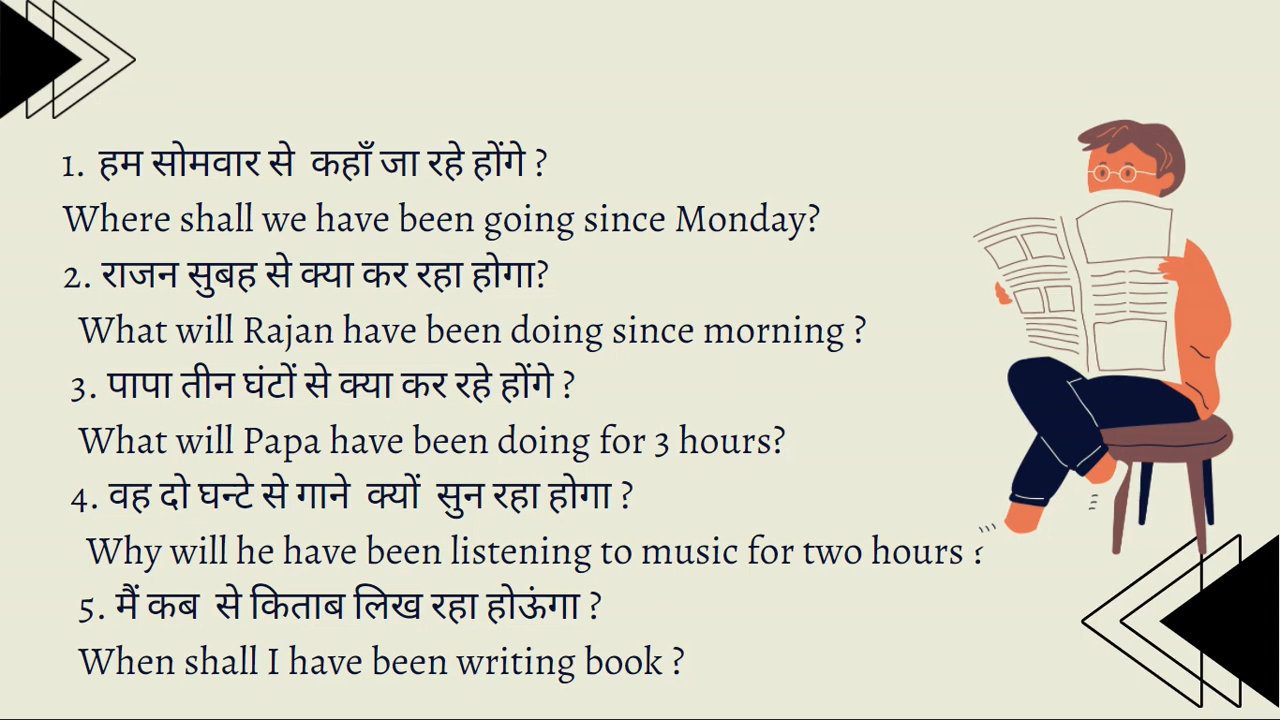 1. हम सोमवार से कहाँ जा रहे होंगे ?
Where shall we have been going since Monday?
2. राजन सुबह से क्या कर रहा होगा?
What will Rajan have been doing since morning ?
3. पापा तीन घंटों से क्या कर रहे होंगे ?
What will Papa have been doing for 3 hours?
4. वह दो घन्टे से गाने क्यों सुन रहा होगा ?
Why will he have been listening to music for two hours ?
5. मैं कब से किताब लिख रहा होऊंगा ?
When shall I have been writing book ?